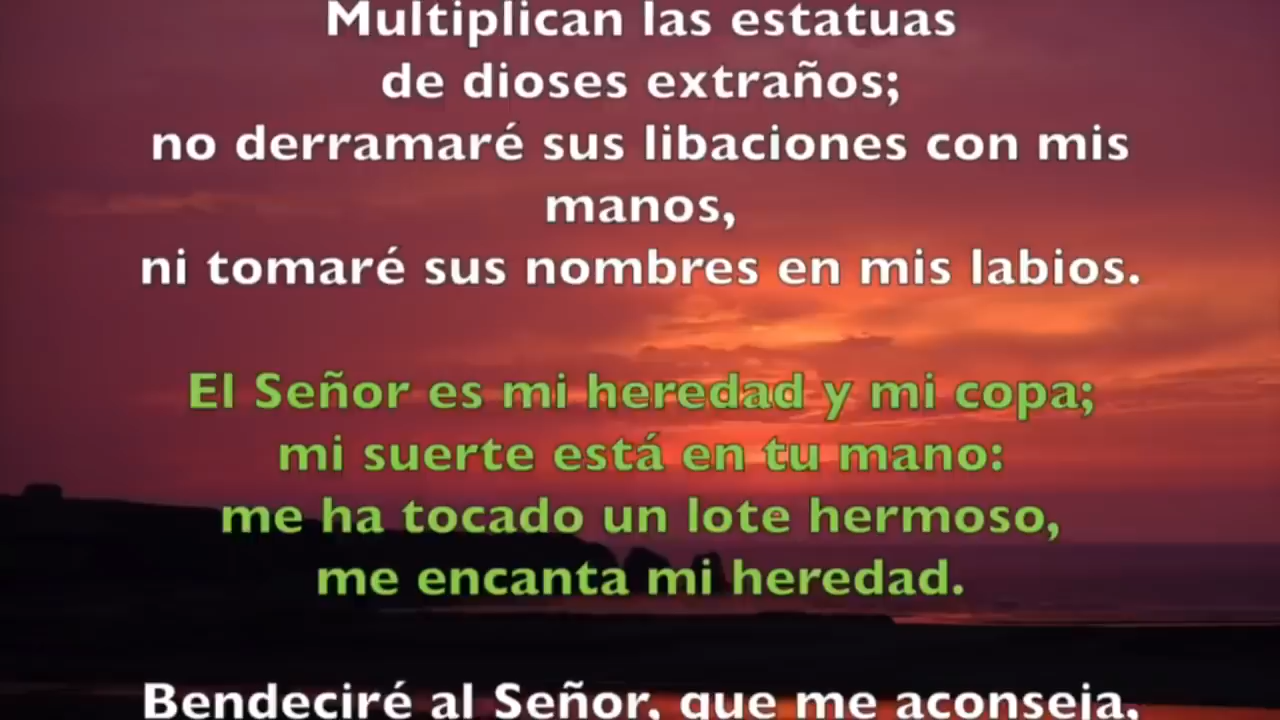 Multiplican las estatuas
de dioses extraños;
no derramaré sus libaciones con mis
manos,
ni tomaré sus nombres en mis labios.
El Señor es mi heredad y mi copa;
mi suerte está en tu mano:
me ha tocado un lote hermoso,
me encanta mi heredad.
Bendeciré al Señor, que me aconseja,